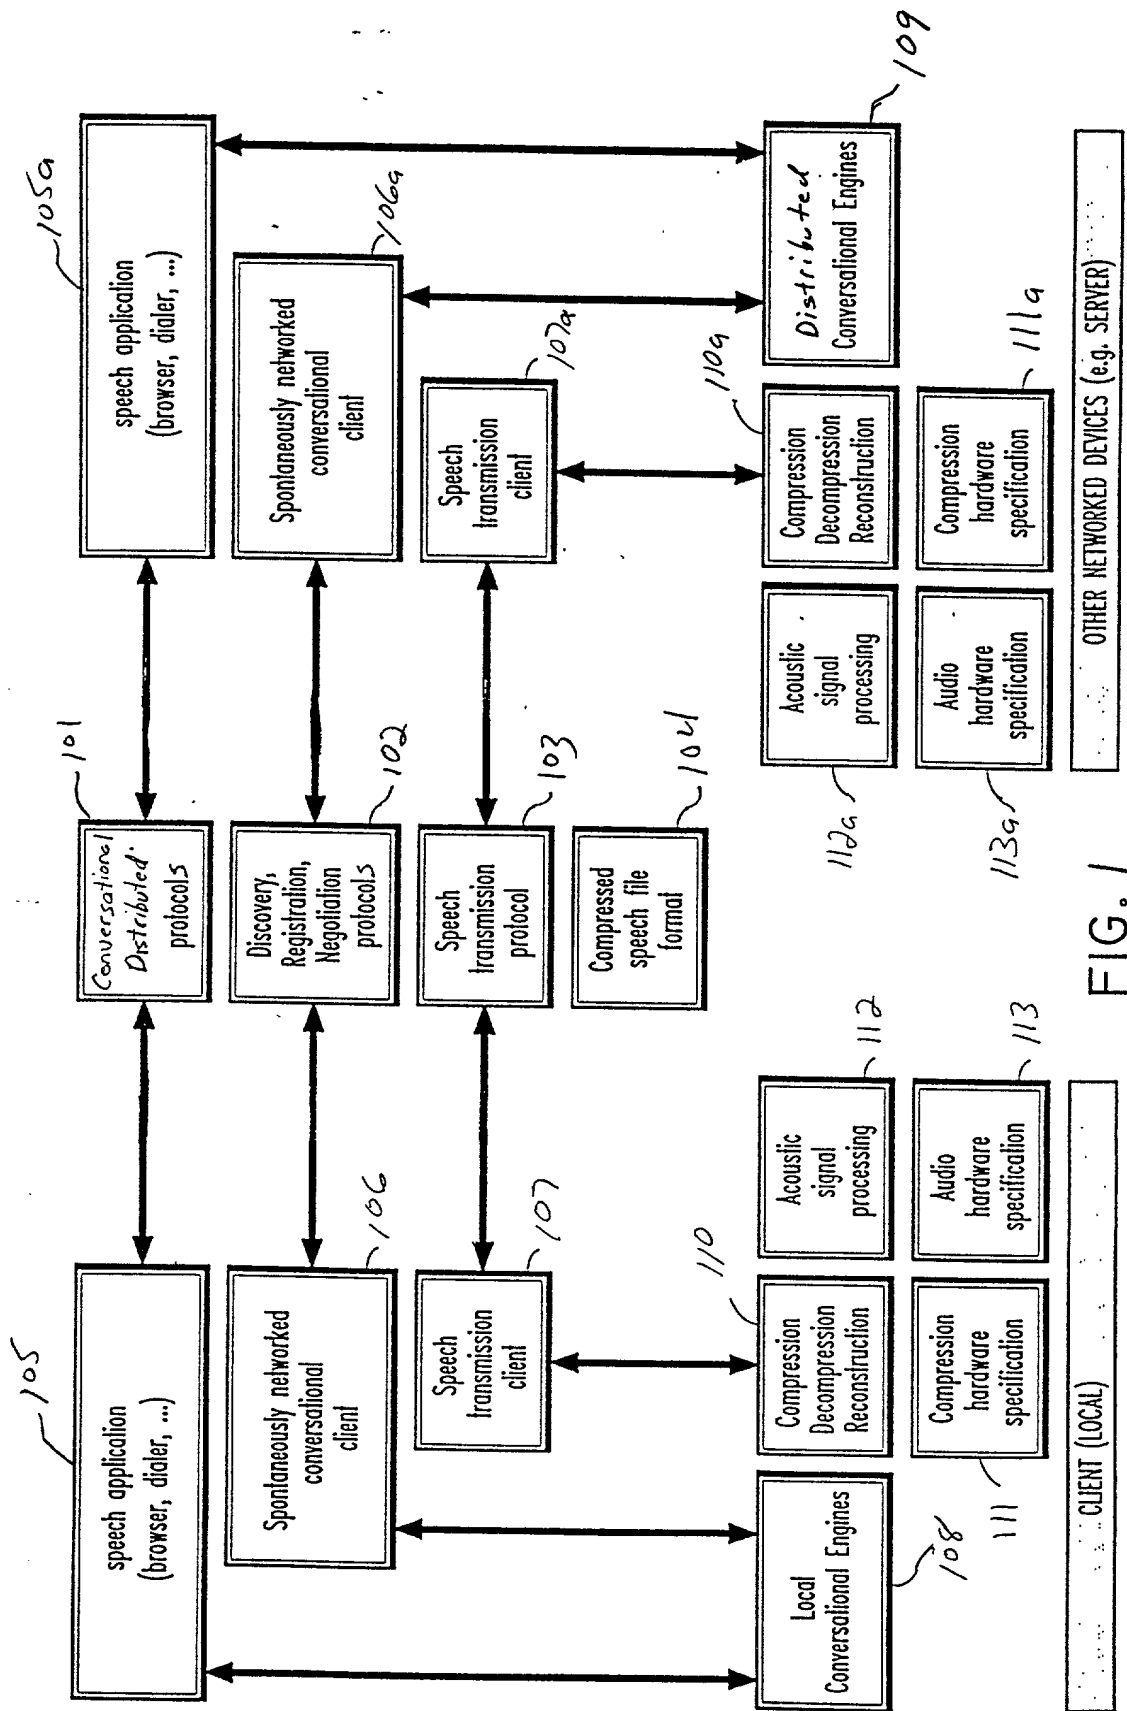 105
speech application
(browser, dialer, ...)
101
Conversational
Distributed
protocols
105a
speech application
(browser, dialer, ...)
Spontaneously networked
conversational
client
106
Discovery,
Registration,
Negotiation
protocols
102
Spontaneously networked
conversational
client
106a
Speech
transmission
client
107
Speech
transmission
protocol
103
Speech
transmission
client
107a
Compressed
speech file
format
104
Local
Conversational Engines
108
110
Compression
Decompression
Reconstruction
Acoustic
signal
processing
112
Acoustic
signal
processing
112a
Compression
Decompression
Reconstruction
110a
Distributed
Conversational Engines
109
111
Compression
hardware
specification
Audio
hardware
specification
113
Audio
hardware
specification
113a
Compression
hardware
specification
111a
CLIENT (LOCAL)
OTHER NETWORKED DEVICES (e.g. SERVER)
FIG. 1